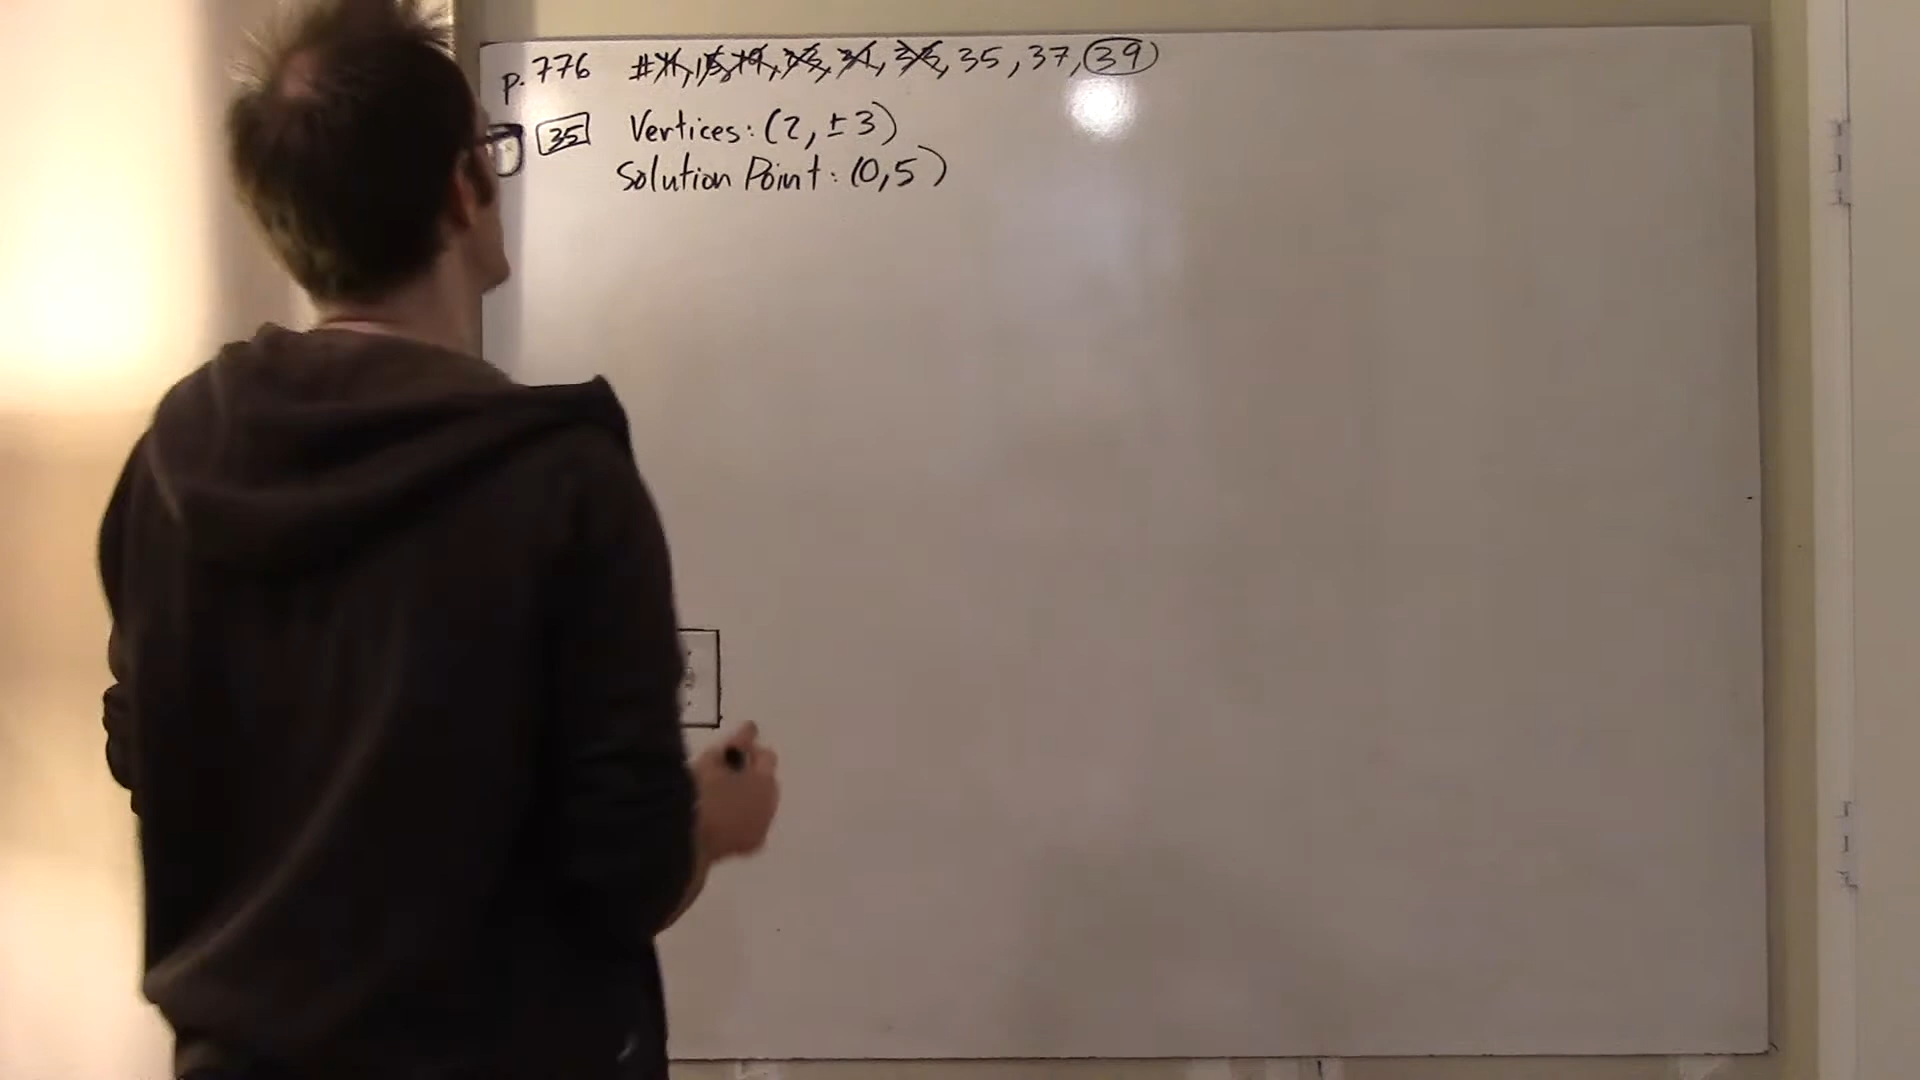 p. 776 #11, 15, 19, 23, 31, 33, 35, 37, 39
35 Vertices: (2, ± 3)
Solution Point: (0,5)